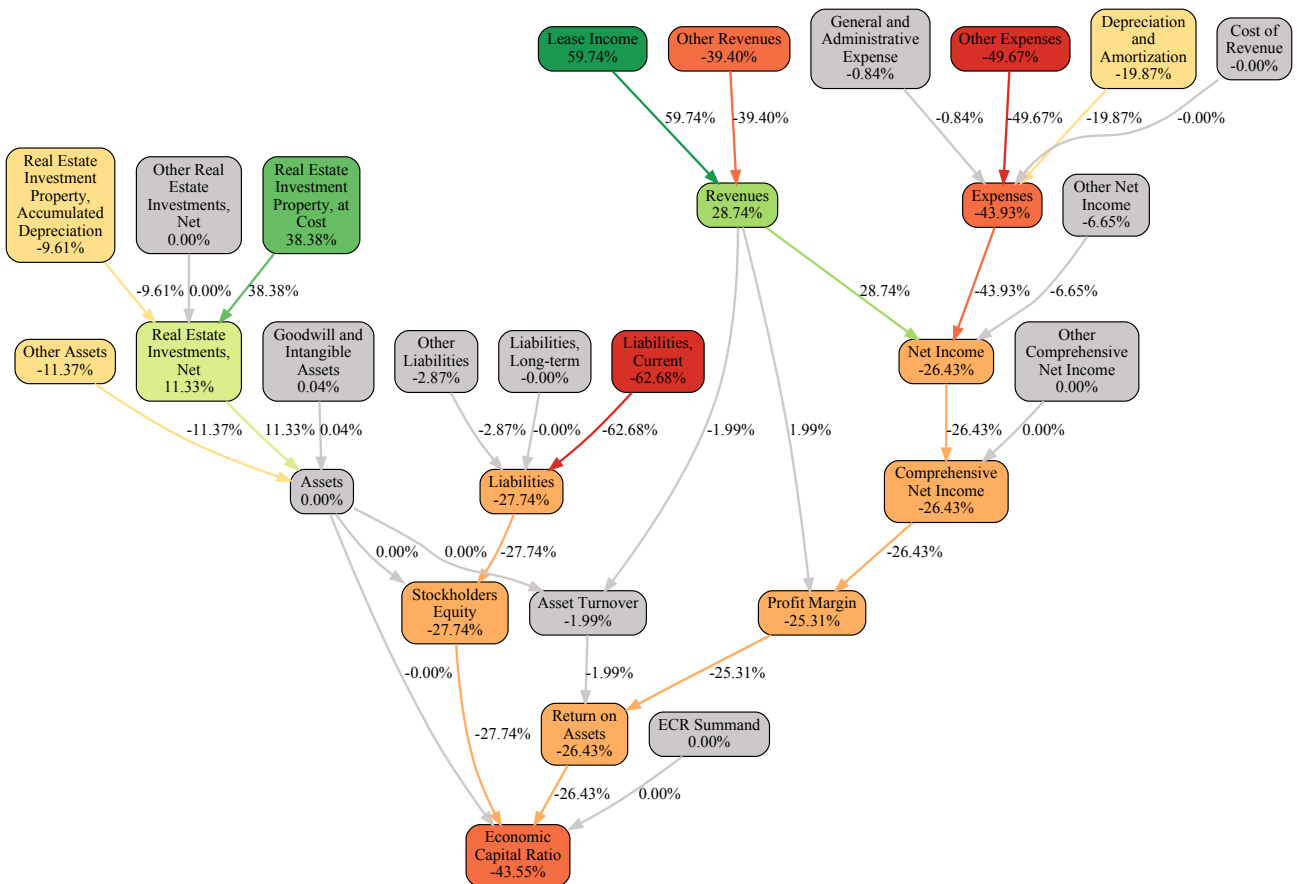 Lease Income
59.74%
Other Revenues
-39.40%
General and
Administrative
Expense
-0.84%
Other Expenses
-49.67%
Depreciation
and
Amortization
-19.87%
Cost of
Revenue
-0.00%
59.74%
-39.40%
-0.84%
-49.67%
-19.87%
-0.00%
Real Estate
Investment
Property,
Accumulated
Depreciation
-9.61%
Other Real
Estate
Investments,
Net
0.00%
Real Estate
Investment
Property, at
Cost
38.38%
Revenues
28.74%
Expenses
-43.93%
Other Net
Income
-6.65%
-9.61%
0.00%
38.38%
28.74%
-43.93%
-6.65%
Other Assets
-11.37%
Real Estate
Investments,
Net
11.33%
Goodwill and
Intangible
Assets
0.04%
Other
Liabilities
-2.87%
Liabilities,
Long-term
-0.00%
Liabilities,
Current
-62.68%
Net Income
-26.43%
Other
Comprehensive
Net Income
0.00%
-11.37%
11.33%
0.04%
-2.87%
-0.00%
-62.68%
-1.99%
1.99%
-26.43%
0.00%
Assets
0.00%
Liabilities
-27.74%
Comprehensive
Net Income
-26.43%
0.00%
0.00%
-27.74%
-26.43%
Stockholders
Equity
-27.74%
Asset Turnover
-1.99%
Profit Margin
-25.31%
-0.00%
-1.99%
-25.31%
-27.74%
Return on
Assets
-26.43%
ECR Summand
0.00%
-26.43%
0.00%
Economic
Capital Ratio
-43.55%